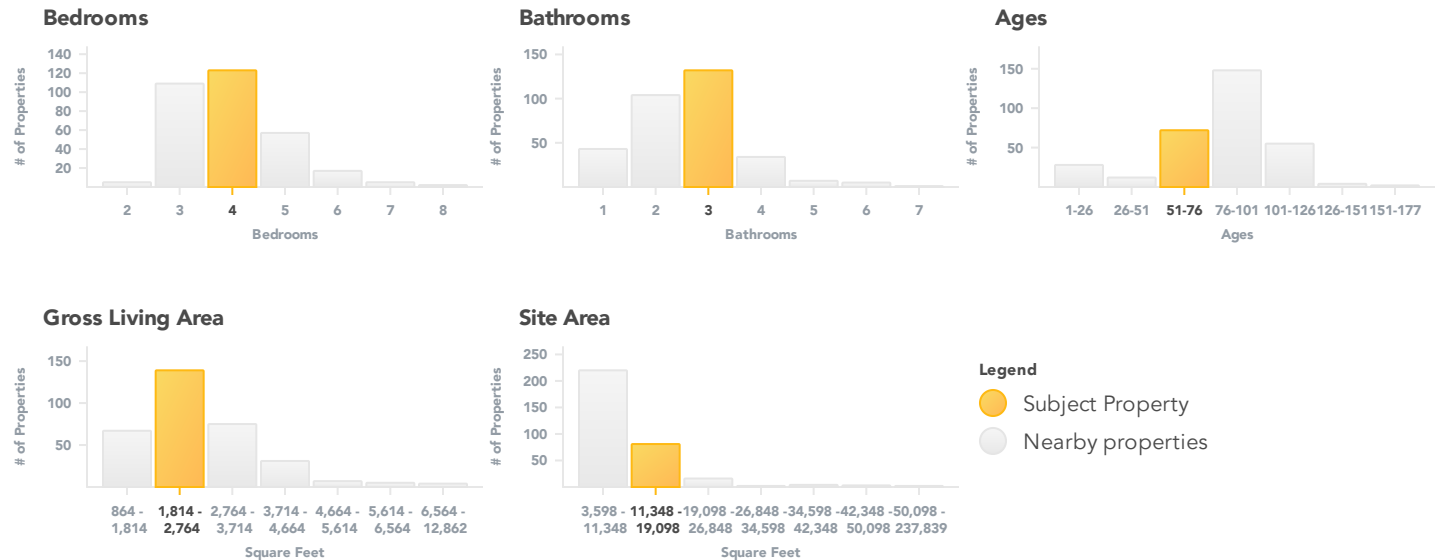 Bedrooms
# of Properties
140
120
100
80
60
40
20
2 3 4 5 6 7 8
Bedrooms
Bathrooms
# of Properties
150
100
50
1 2 3 4 5 6 7
Bathrooms
Ages
# of Properties
150
100
50
1-26 26-51 51-76 76-101 101-126 126-151 151-177
Ages
Gross Living Area
# of Properties
150
100
50
864 - 1,814 - 2,764 - 3,714 - 4,664 - 5,614 - 6,564 -
1,814 2,764 3,714 4,664 5,614 6,564 12,862
Square Feet
Site Area
# of Properties
250
200
150
100
50
3,598 - 11,348 - 19,098 - 26,848 - 34,598 - 42,348 - 50,098 -
11,348 19,098 26,848 34,598 42,348 50,098 237,839
Square Feet
Legend
Subject Property
Nearby properties